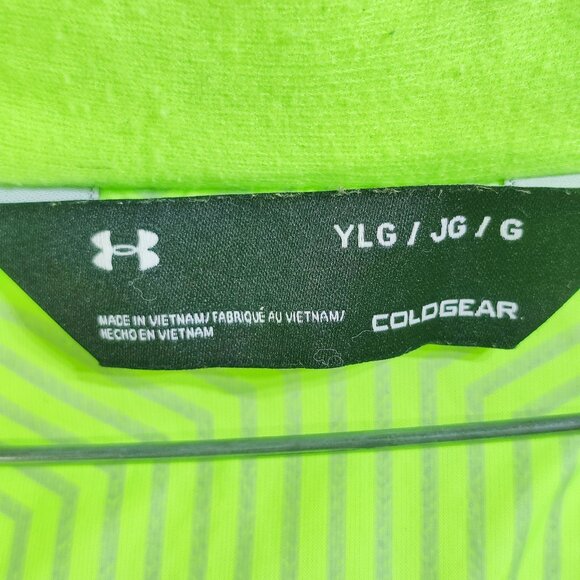 YLG / JG / G
MADE IN VIETNAM/ FABRIQUÉ AU VIETNAM/
HECHO EN VIETNAM
COLDGEAR